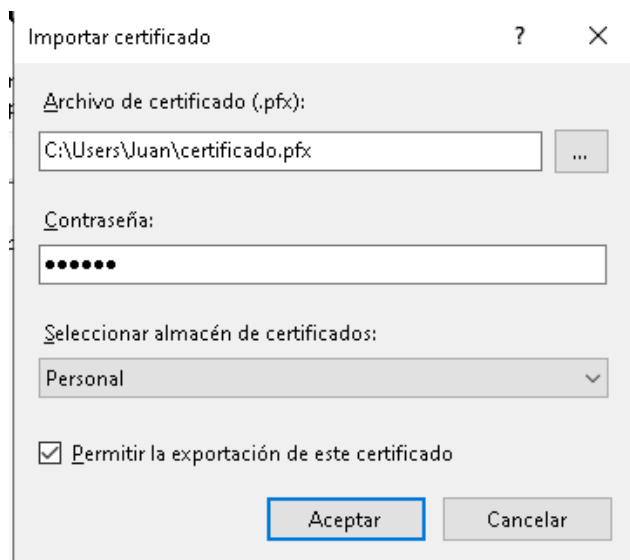 Importar certificado
Archivo de certificado (.pfx):
C:\Users\Juan\certificado.pfx
...
Contraseña:
••••••
Seleccionar almacén de certificados:
Personal
Permitir la exportación de este certificado
Aceptar
Cancelar